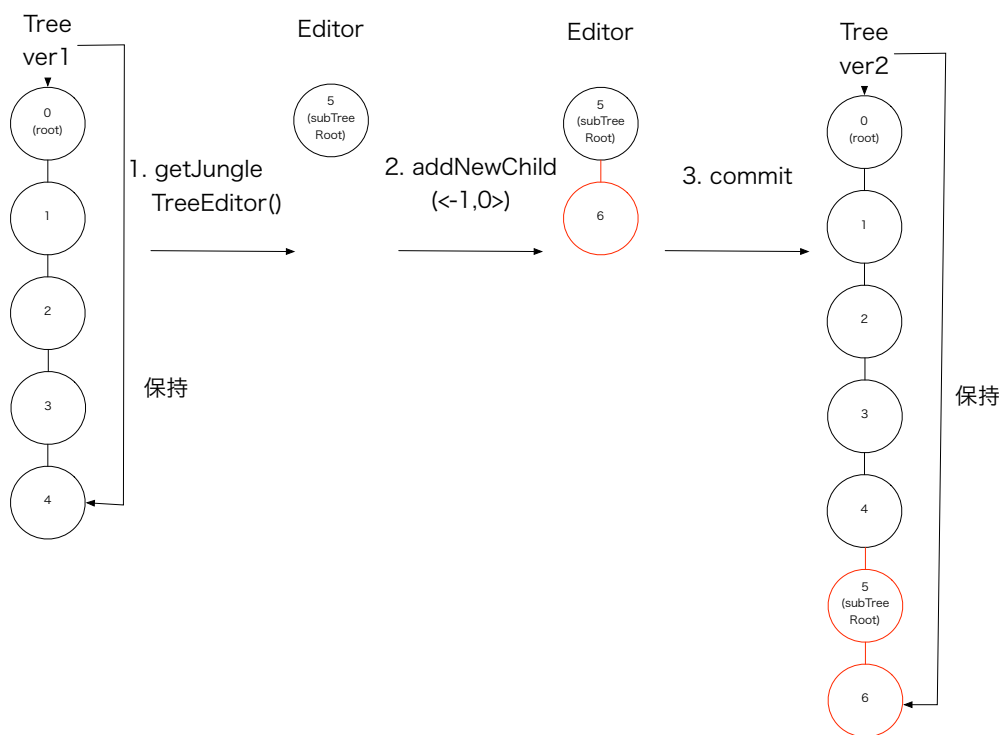 Tree
ver1
0
(root)
1
2
3
4
保持
1. getJungle
TreeEditor()
Editor
5
(subTree
Root)
2. addNewChild
(<-1,0>)
Editor
5
(subTree
Root)
6
3. commit
Tree
ver2
0
(root)
1
2
3
4
5
(subTree
Root)
6
保持